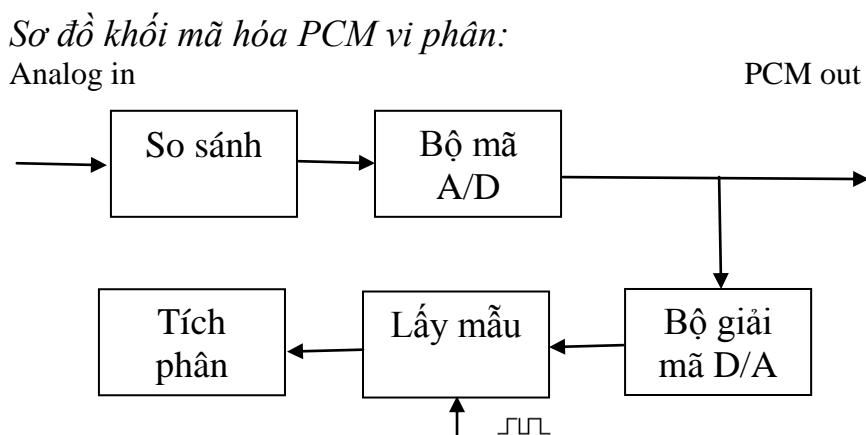 Sơ đồ khối mã hóa PCM vi phân:
Analog in
PCM out
So sánh
Bộ mã
A/D
Tích
phân
Lấy mẫu
Bộ giải
mã D/A